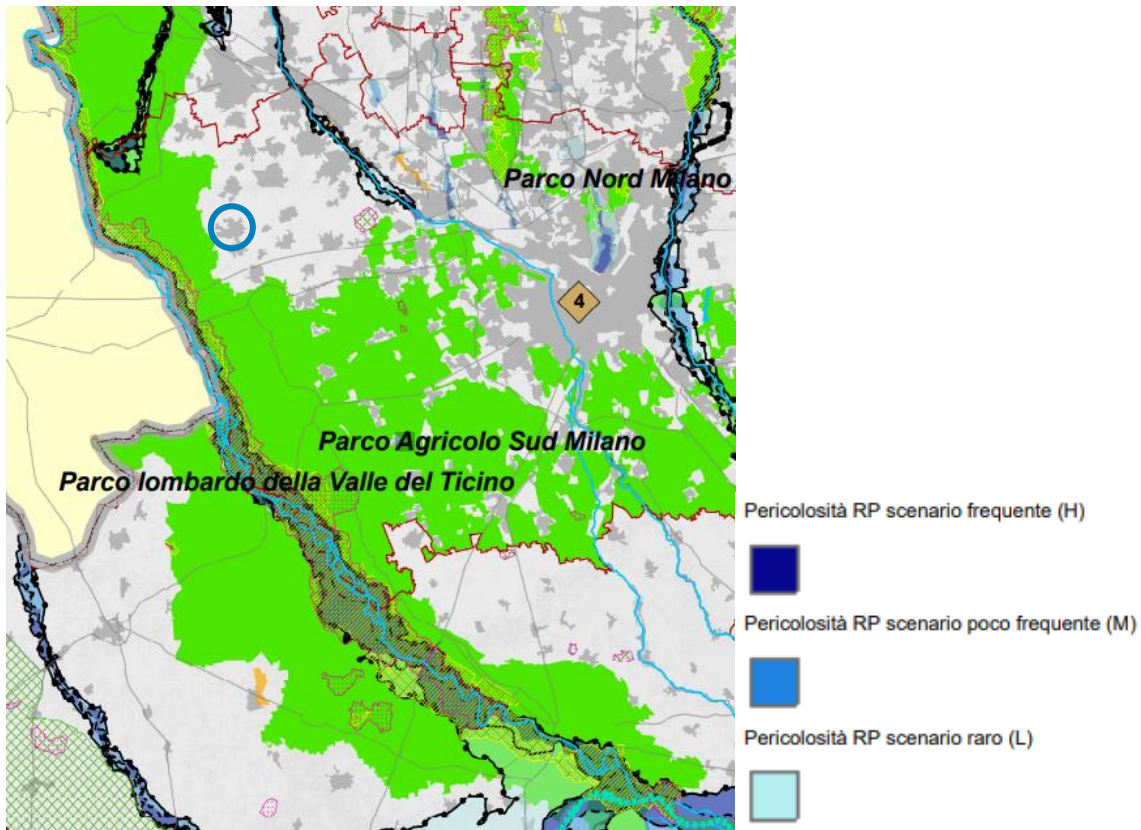 Parco Nord Milano
4
Parco Agricolo Sud Milano
Parco lombardo della Valle del Ticino
Pericolosità RP scenario frequente (H)
Pericolosità RP scenario poco frequente (M)
Pericolosità RP scenario raro (L)